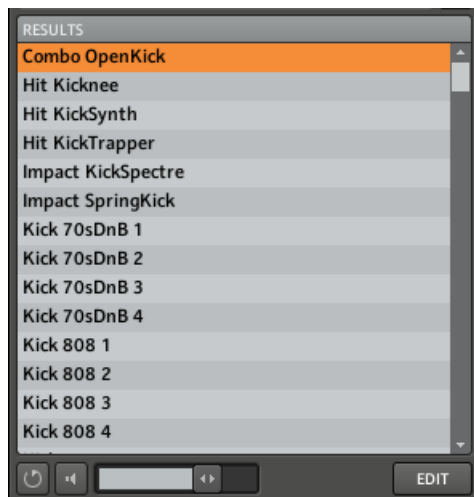 RESULTS
Combo OpenKick
Hit Kicknee
Hit KickSynth
Hit KickTrapper
Impact KickSpectre
Impact SpringKick
Kick 70sDnB 1
Kick 70sDnB 2
Kick 70sDnB 3
Kick 70sDnB 4
Kick 808 1
Kick 808 2
Kick 808 3
Kick 808 4
EDIT